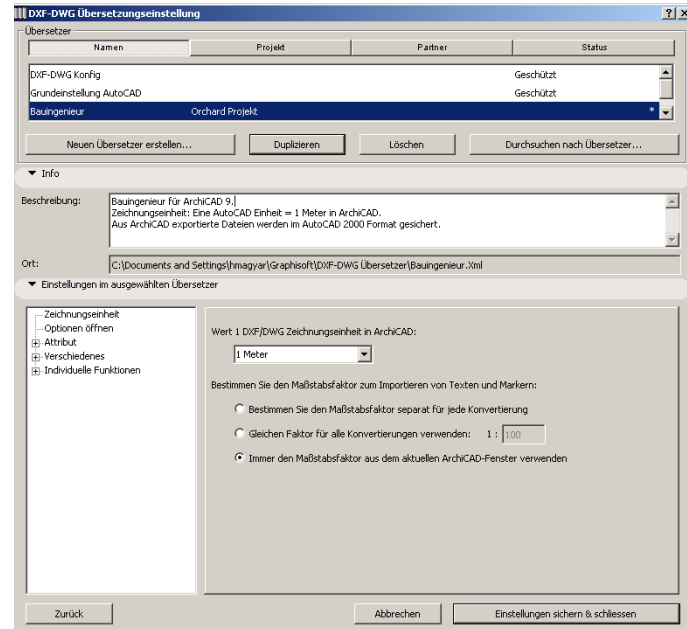 DXF-DWG Übersetzungseinstellung
Übersetzer
Namen Projekt Partner Status
DXF-DWG Konfig Geschützt
Grundeinstellung AutoCAD Geschützt
Bauingenieur Orchard Projekt *
Neuen Übersetzer erstellen... Duplizieren Löschen Durchsuchen nach Übersetzer...
Info
Beschreibung: Bauingenieur für ArchiCAD 9.
Zeichnungseinheit: Eine AutoCAD Einheit = 1 Meter in ArchiCAD.
Aus ArchiCAD exportierte Dateien werden im AutoCAD 2000 Format gesichert.
Ort: C:\Documents and Settings\hmagyar\Graphisoft\DXF-DWG Übersetzer\Bauingenieur.Xml
Einstellungen im ausgewählten Übersetzer
Zeichnungseinheit
Optionen öffnen
Attribut
Verschiedenes
Individuelle Funktionen
Wert 1 DXF/DWG Zeichnungseinheit in ArchiCAD:
1 Meter
Bestimmen Sie den Maßstabsfaktor zum Importieren von Texten und Markern:
Bestimmen Sie den Maßstabsfaktor separat für jede Konvertierung
Gleichen Faktor für alle Konvertierungen verwenden: 1 : 100
Immer den Maßstabsfaktor aus dem aktuellen ArchiCAD-Fenster verwenden
Zurück Abbrechen Einstellungen sichern & schliessen